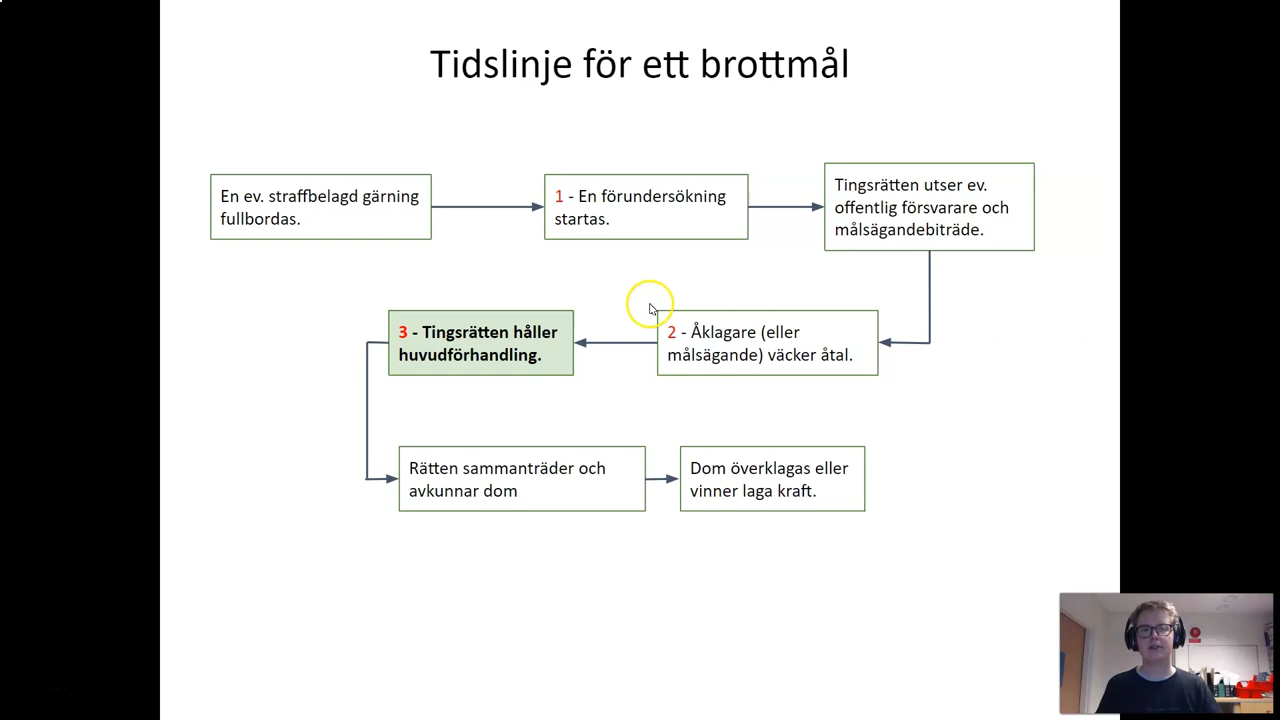 Tidslinje för ett brottmål
En ev. straffbelagd gärning
fullbordas.
1 - En förundersökning
startas.
Tingsrätten utser ev.
offentlig försvarare och
målsägandebiträde.
2 - Åklagare (eller
målsägande) väcker åtal.
3 - Tingsrätten håller
huvudförhandling.
Rätten sammanträder och
avkunnar dom
Dom överklagas eller
vinner laga kraft.